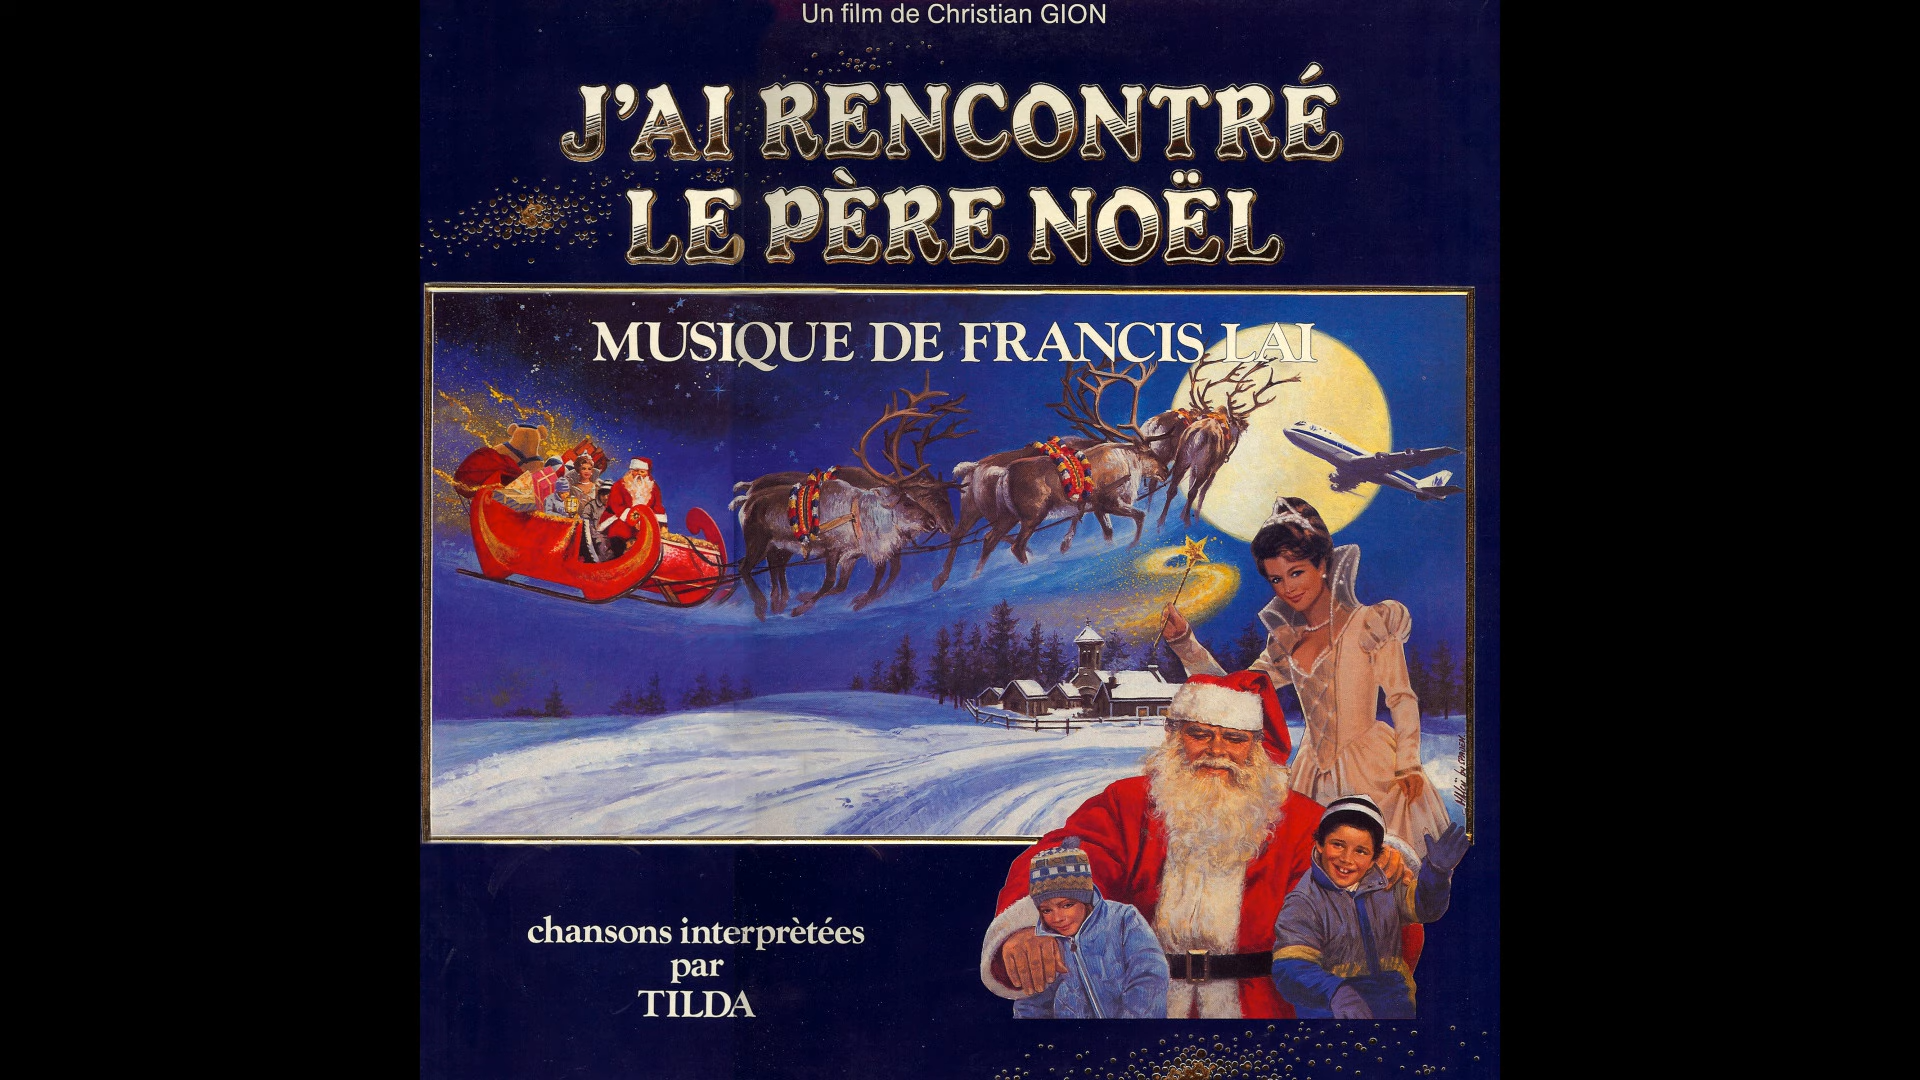 Un film de Christian GION
J'AI RENCONTRÉ
LE PÈRE NOËL
MUSIQUE DE FRANCIS LAI
chansons interprètées
par
TILDA